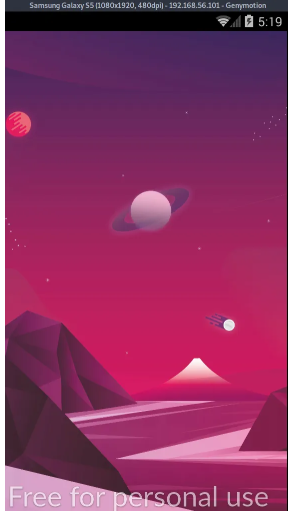 Samsung Galaxy S5 (1080x1920, 480dpi) - 192.168.56.101 - Genymotion
5:19
Free for personal use